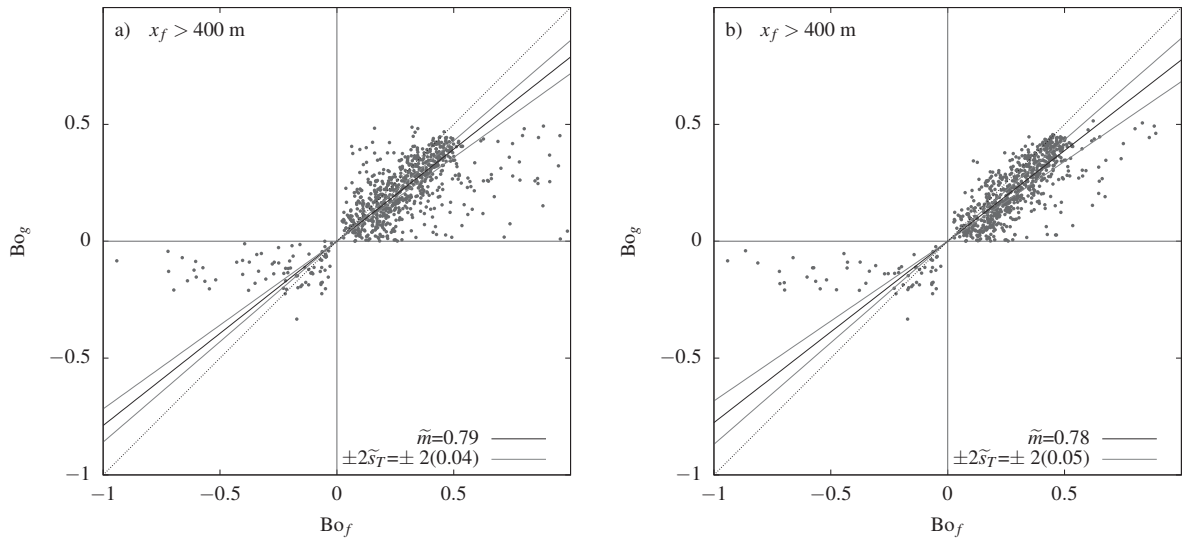 a) x_f > 400 m
0.5
0
−0.5
−1
−1 −0.5 0 0.5
Bo_g
Bo_f
m̃=0.79
±2s̃_T=± 2(0.04)
b) x_f > 400 m
0.5
0
−0.5
−1
−1 −0.5 0 0.5
Bo_g
Bo_f
m̃=0.78
±2s̃_T=± 2(0.05)